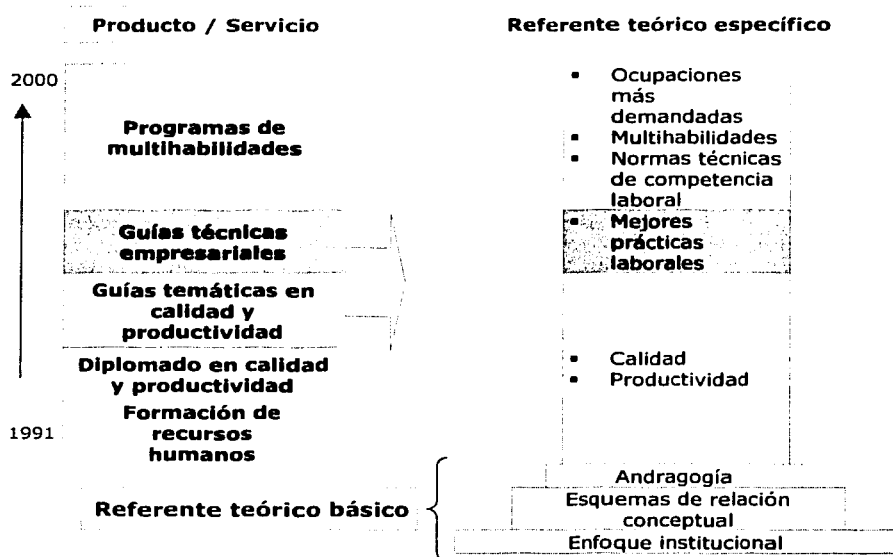 Producto / Servicio
Referente teórico específico
2000
Programas de
multihabilidades
▪ Ocupaciones
más
demandadas
▪ Multihabilidades
▪ Normas técnicas
de competencia
laboral
Guías técnicas
empresariales
▪ Mejores
prácticas
laborales
Guías temáticas en
calidad y
productividad
Diplomado en calidad
y productividad
▪ Calidad
▪ Productividad
1991
Formación de
recursos
humanos
Referente teórico básico
Andragogía
Esquemas de relación
conceptual
Enfoque institucional